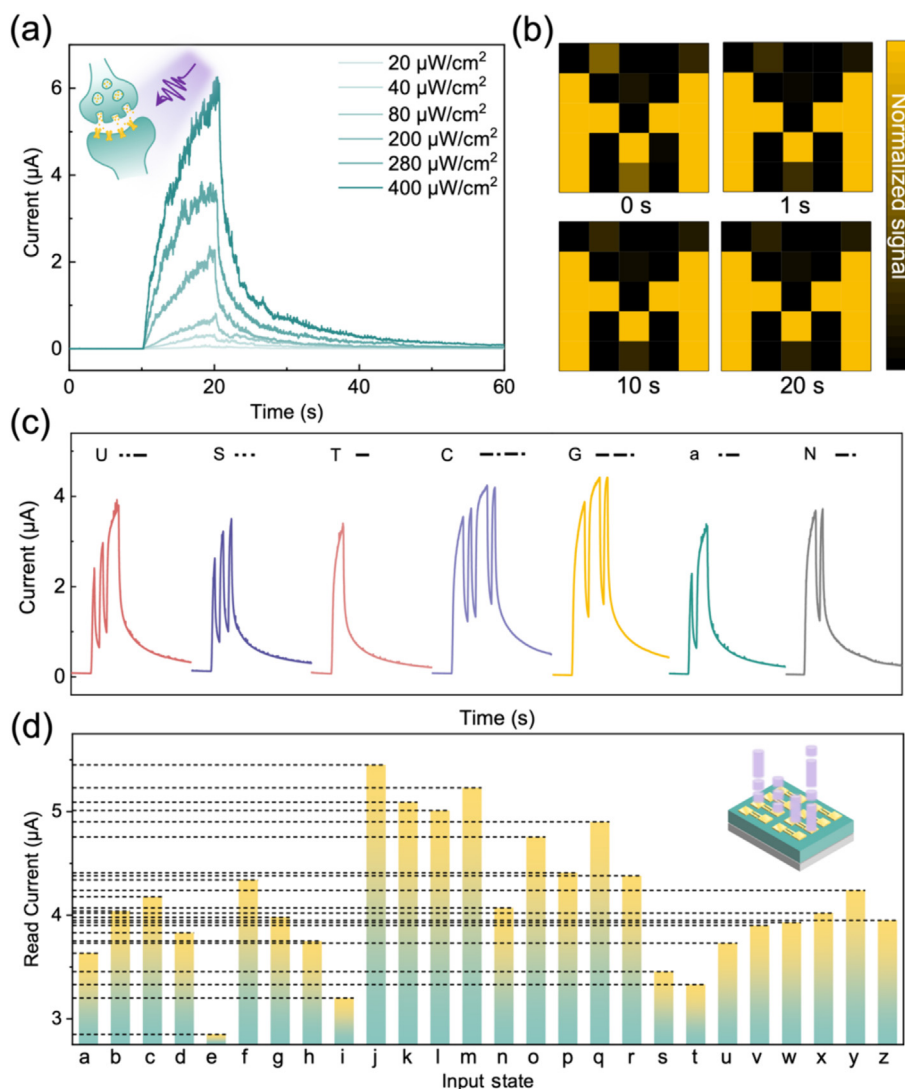 (a)
Current (µA)
6
4
2
0
20 µW/cm²
40 µW/cm²
80 µW/cm²
200 µW/cm²
280 µW/cm²
400 µW/cm²
0 20 40 60
Time (s)
(b)
0 s 1 s
10 s 20 s
Normalized signal
(c)
U S T C G a N
Current (µA)
4
2
0
Time (s)
(d)
Read Current (µA)
5
4
3
a b c d e f g h i j k l m n o p q r s t u v w x y z
Input state